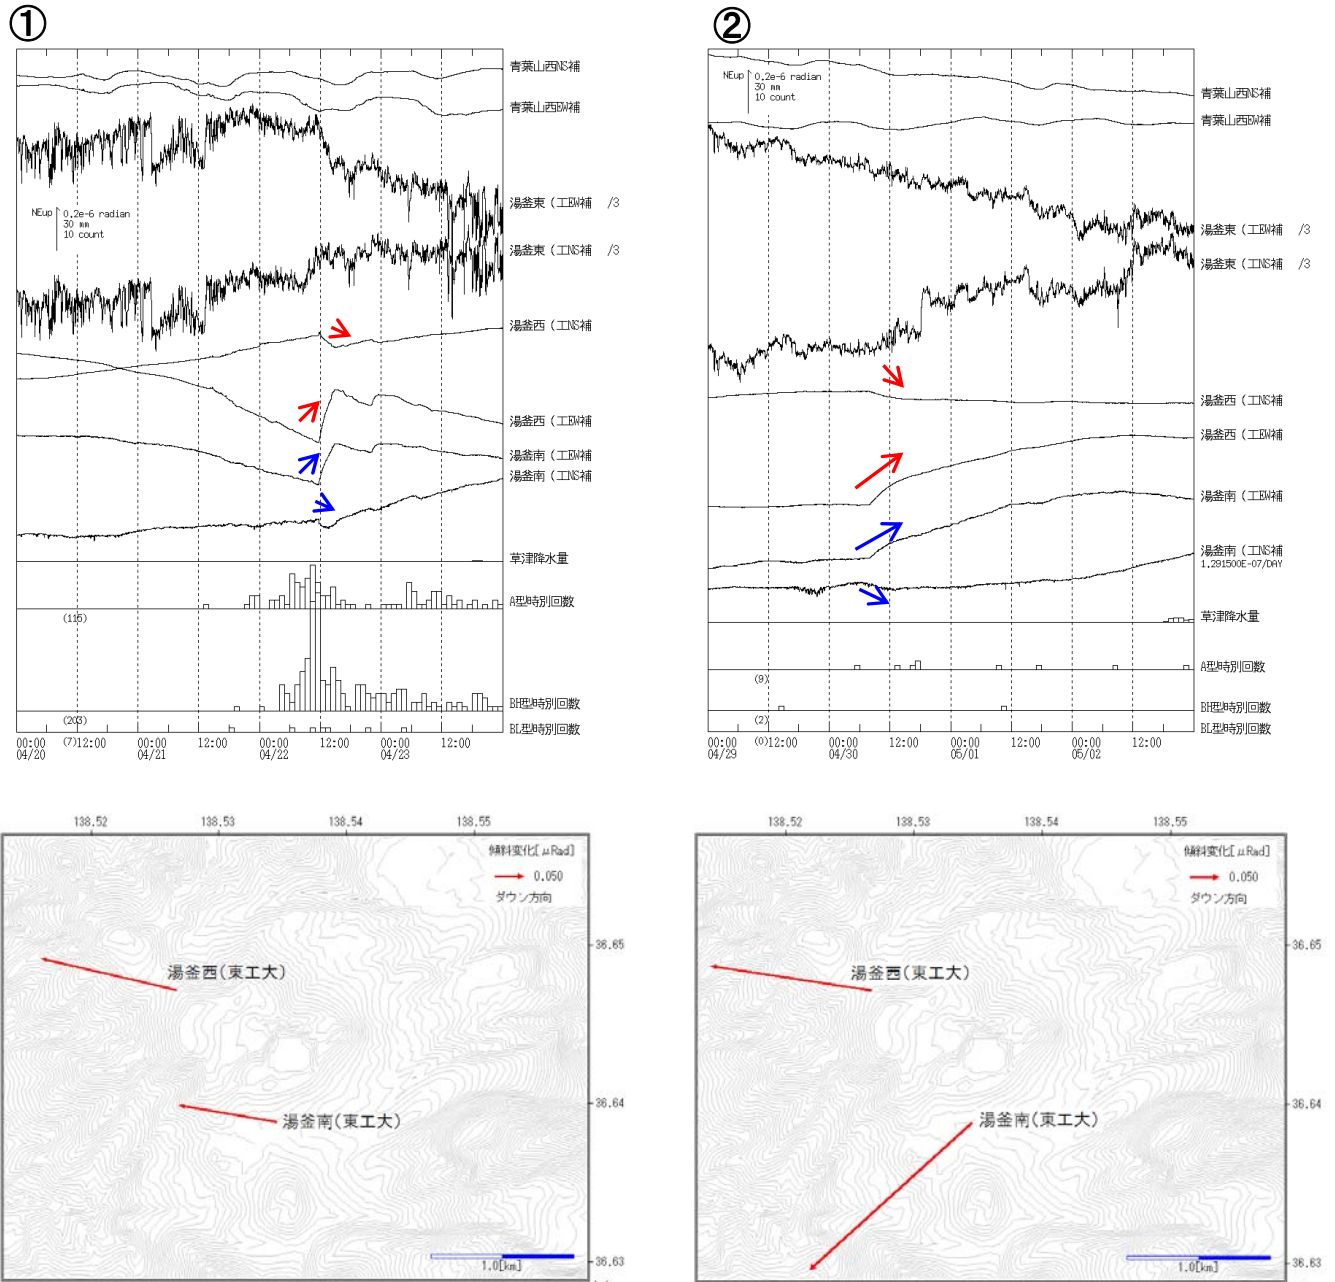 ①
青葉山西NS補
青葉山西EW補
NEup
0.2e-6 radian
30 mm
10 count
湯釜東（工EW補 /3
湯釜東（工NS補 /3
湯釜西（工NS補
湯釜西（工EW補
湯釜南（工EW補
湯釜南（工NS補
草津降水量
A型時別回数
(115)
BH型時別回数
(203)
BL型時別回数
(7)
00:00 12:00 00:00 12:00 00:00 12:00 00:00 12:00
04/20 04/21 04/22 04/23
②
NEup
0.2e-6 radian
30 mm
10 count
青葉山西NS補
青葉山西EW補
湯釜東（工EW補 /3
湯釜東（工NS補 /3
湯釜西（工NS補
湯釜西（工EW補
湯釜南（工EW補
湯釜南（工NS補
1.291500E-07/DAY
草津降水量
A型時別回数
(9)
BH型時別回数
(2)
BL型時別回数
(0)
00:00 12:00 00:00 12:00 00:00 12:00 00:00 12:00
04/29 04/30 05/01 05/02
138.52 138.53 138.54 138.55
傾斜変化[μRad]
0.050
ダウン方向
36.65
湯釜西(東工大)
36.64
湯釜南(東工大)
36.63
1.0[km]
138.52 138.53 138.54 138.55
傾斜変化[μRad]
0.050
ダウン方向
36.65
湯釜西(東工大)
36.64
湯釜南(東工大)
36.63
1.0[km]